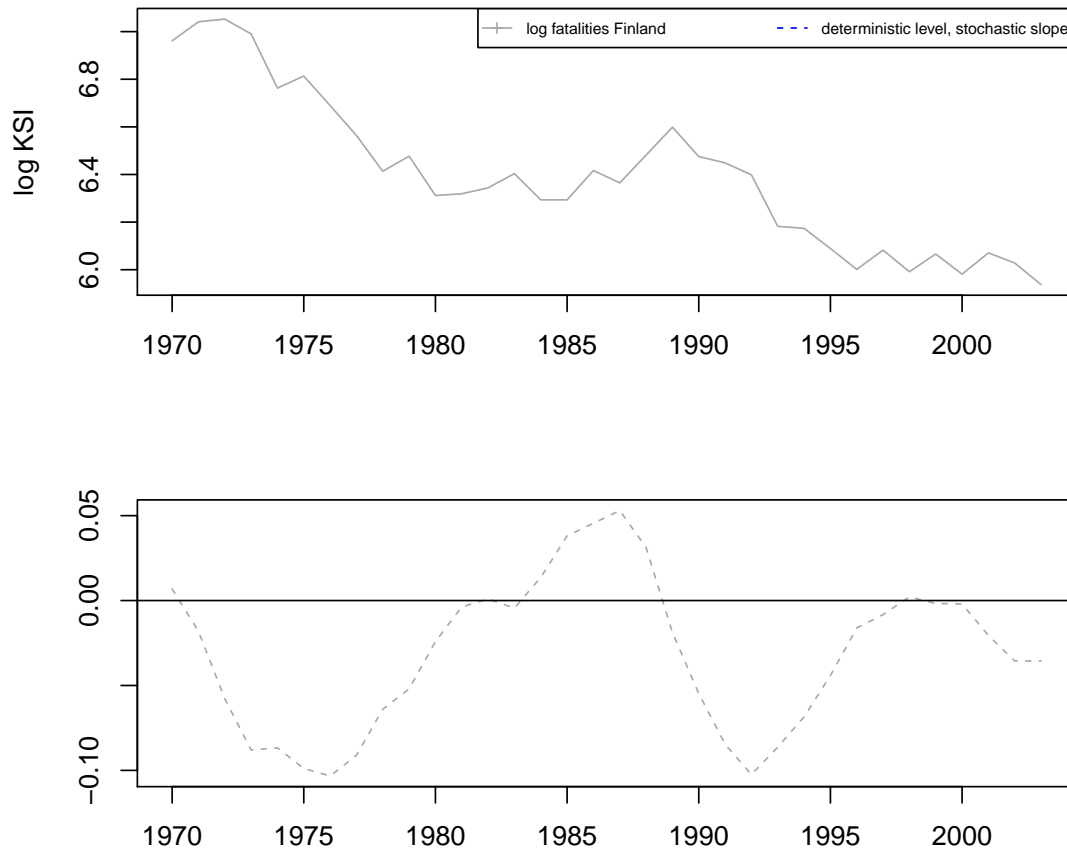 log fatalities Finland deterministic level, stochastic slope
log KSI
6.8
6.4
6.0
1970 1975 1980 1985 1990 1995 2000
0.05
0.00
−0.10
1970 1975 1980 1985 1990 1995 2000